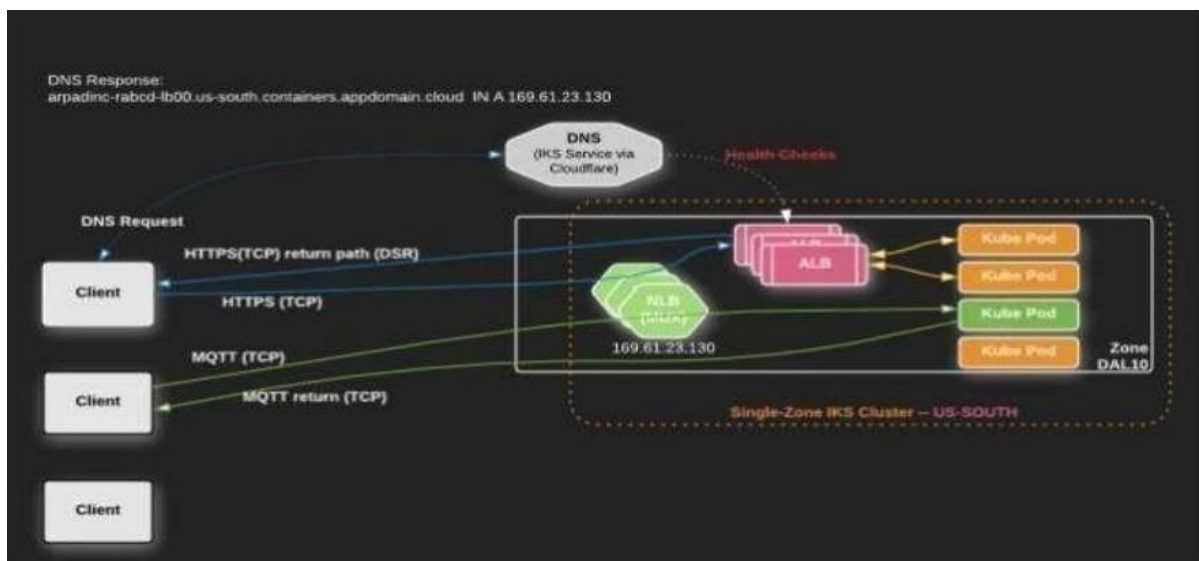 DNS Response:
arpadinc-rabcd-lb00.us-south.containers.appdomain.cloud IN A 169.61.23.130
DNS
(IKS Service via
Cloudflare)
Health Checks
DNS Request
HTTPS(TCP) return path (DSR)
HTTPS (TCP)
Client
ALB
ALB
Kube Pod
Kube Pod
Kube Pod
Kube Pod
NLB
(MUX)
169.61.23.130
Zone
DAL10
MQTT (TCP)
MQTT return (TCP)
Client
Single-Zone IKS Cluster -- US-SOUTH
Client